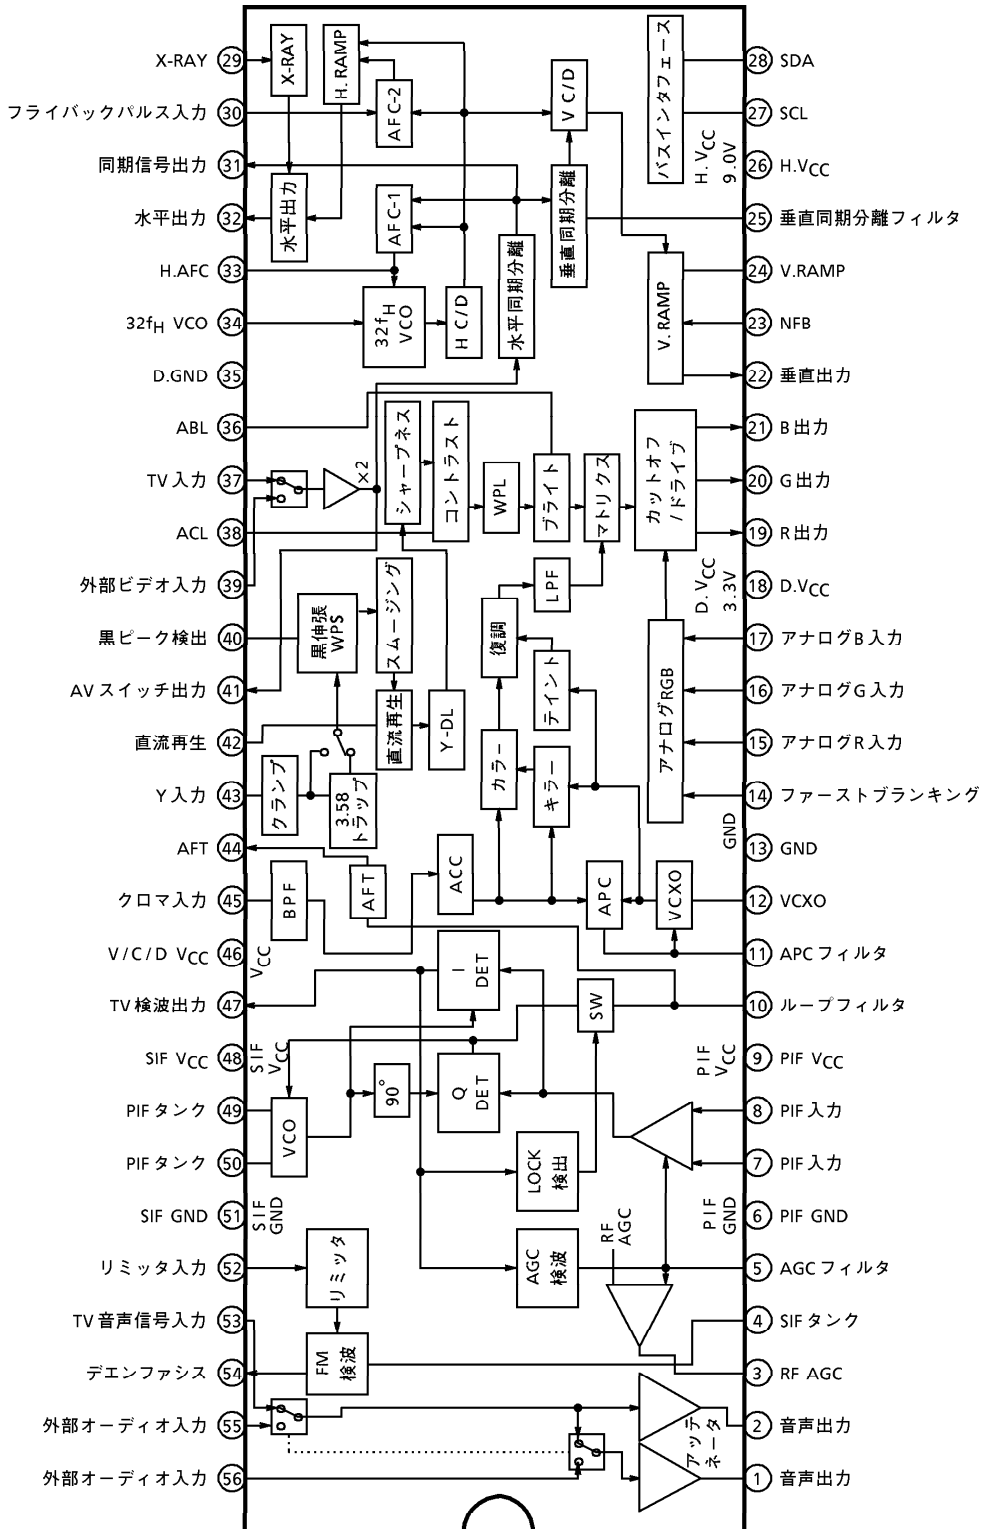 X-RAY 29
フライバックパルス入力 30
同期信号出力 31
水平出力 32
H.AFC 33
32fH VCO 34
D.GND 35
ABL 36
TV入力 37
ACL 38
外部ビデオ入力 39
黒ピーク検出 40
AVスイッチ出力 41
直流再生 42
Y入力 43
AFT 44
クロマ入力 45
V/C/D VCC 46
TV検波出力 47
SIF VCC 48
PIFタンク 49
PIFタンク 50
SIF GND 51
リミッタ入力 52
TV音声信号入力 53
デエンファシス 54
外部オーディオ入力 55
外部オーディオ入力 56
X-RAY
H.RAMP
AFC-2
V C/D
バスインタフェース
H.VCC
9.0V
水平出力
AFC-1
垂直同期分離
水平同期分離
32fH
VCO
H C/D
V.RAMP
×2
シャープネス
コントラスト
WPL
ブライト
マトリクス
カットオフ
/ドライブ
D.VCC
3.3V
LPF
復調
スムージング
黒伸張
WPS
ティント
直流再生
Y-DL
カラー
キラー
アナログRGB
クランプ
3.58
トラップ
GND
BPF
AFT
ACC
APC
VCXO
VCC
I
DET
SW
SIF
VCC
PIF
VCC
VCO
90°
Q
DET
LOCK
検出
SIF
GND
PIF
GND
RF
AGC
AGC
検波
リミッタ
FM
検波
アッテ
ネータ
28 SDA
27 SCL
26 H.VCC
25 垂直同期分離フィルタ
24 V.RAMP
23 NFB
22 垂直出力
21 B出力
20 G出力
19 R出力
18 D.VCC
17 アナログB入力
16 アナログG入力
15 アナログR入力
14 ファーストブランキング
13 GND
12 VCXO
11 APCフィルタ
10 ループフィルタ
9 PIF VCC
8 PIF入力
7 PIF入力
6 PIF GND
5 AGCフィルタ
4 SIFタンク
3 RF AGC
2 音声出力
1 音声出力